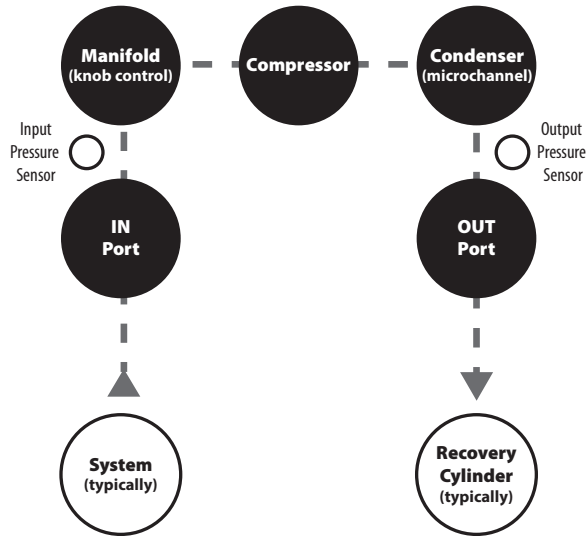 Manifold
(knob control)
Compressor
Condenser
(microchannel)
Input
Pressure
Sensor
Output
Pressure
Sensor
IN
Port
OUT
Port
System
(typically)
Recovery
Cylinder
(typically)